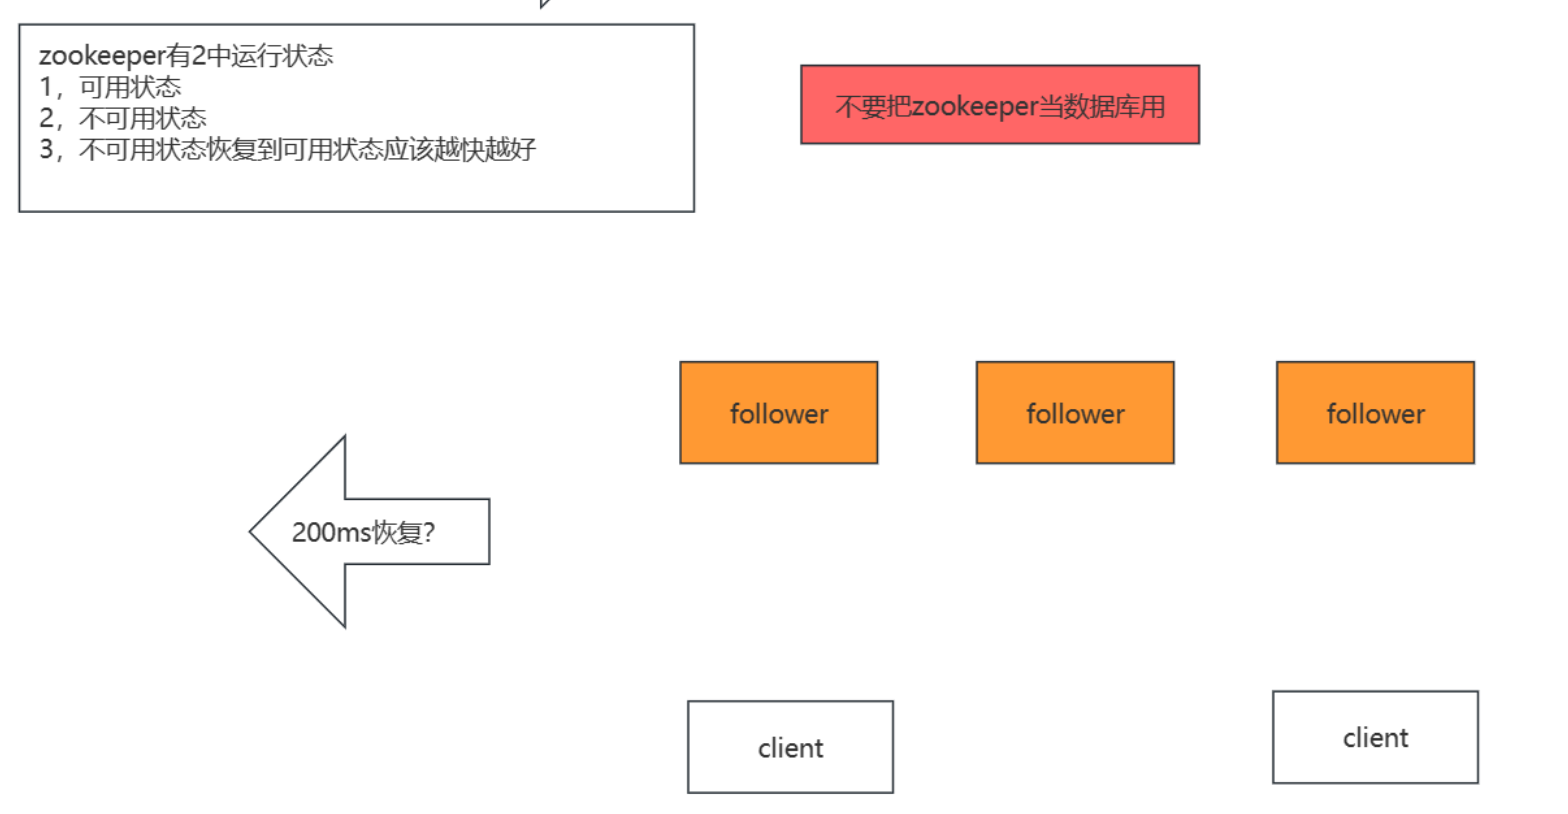 zookeeper有2中运行状态
1，可用状态
2，不可用状态
3，不可用状态恢复到可用状态应该越快越好
不要把zookeeper当数据库用
follower
follower
follower
200ms恢复?
client
client